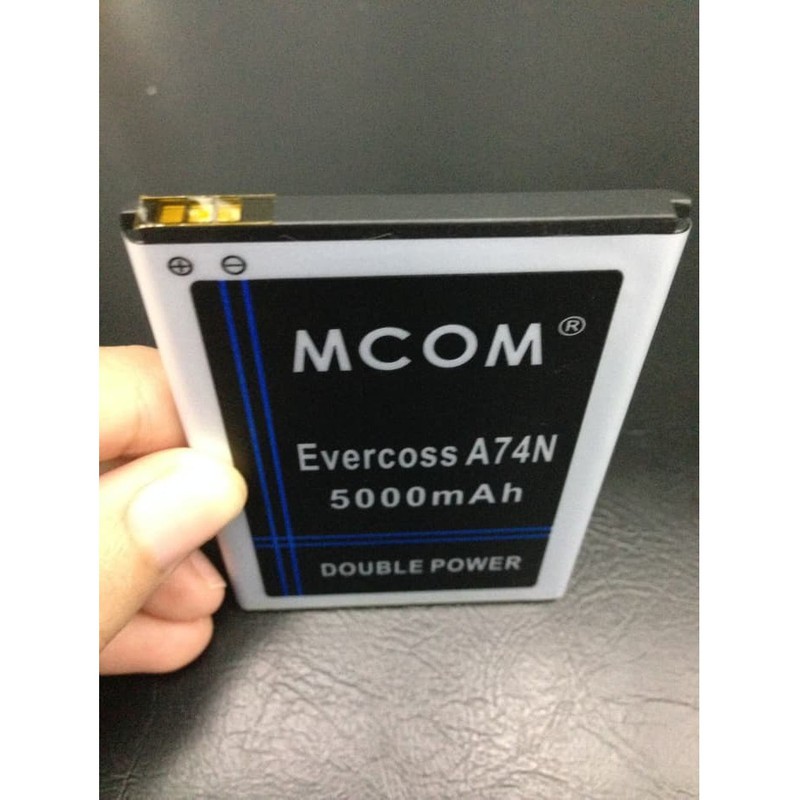 ⊕ ⊖
MCOM®
Evercoss A74N
5000mAh
DOUBLE POWER